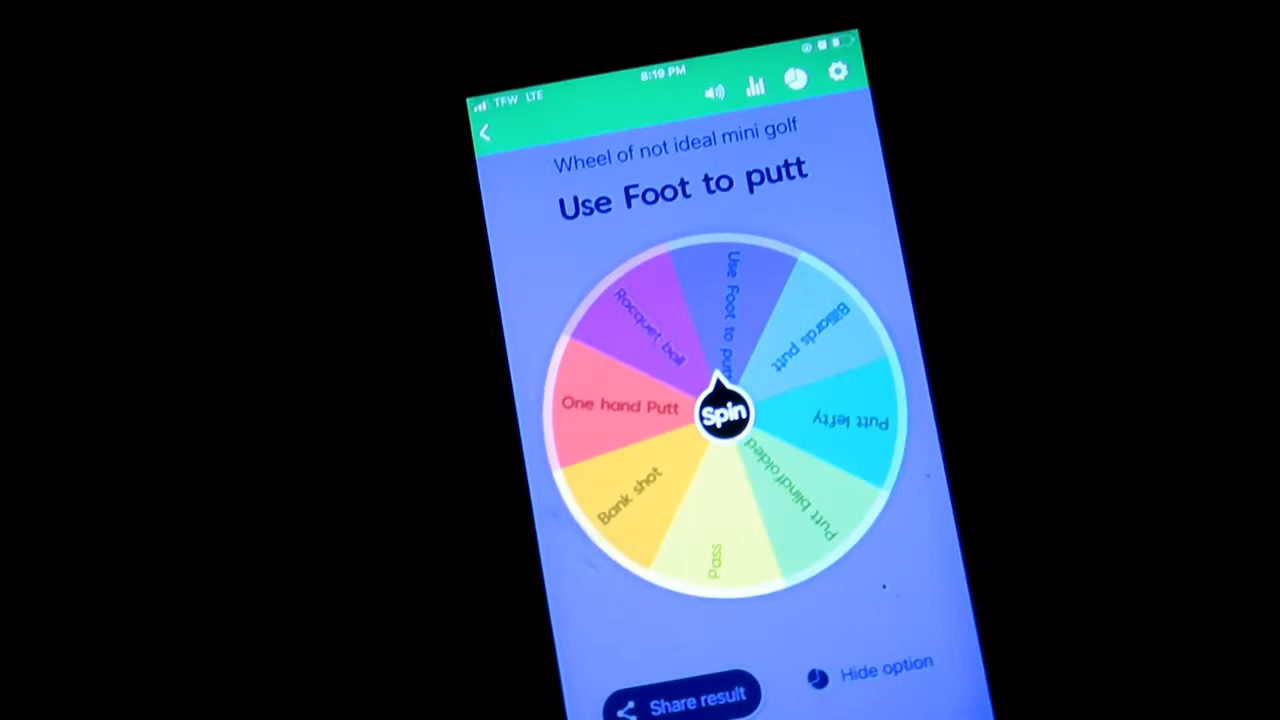 TFW LTE
8:19 PM
Wheel of not ideal mini golf
Use Foot to putt
Use Foot to putt
Billiards putt
Putt lefty
Putt blindfolded
Pass
Bank shot
One hand Putt
Racquet ball
Spin
Share result
Hide option